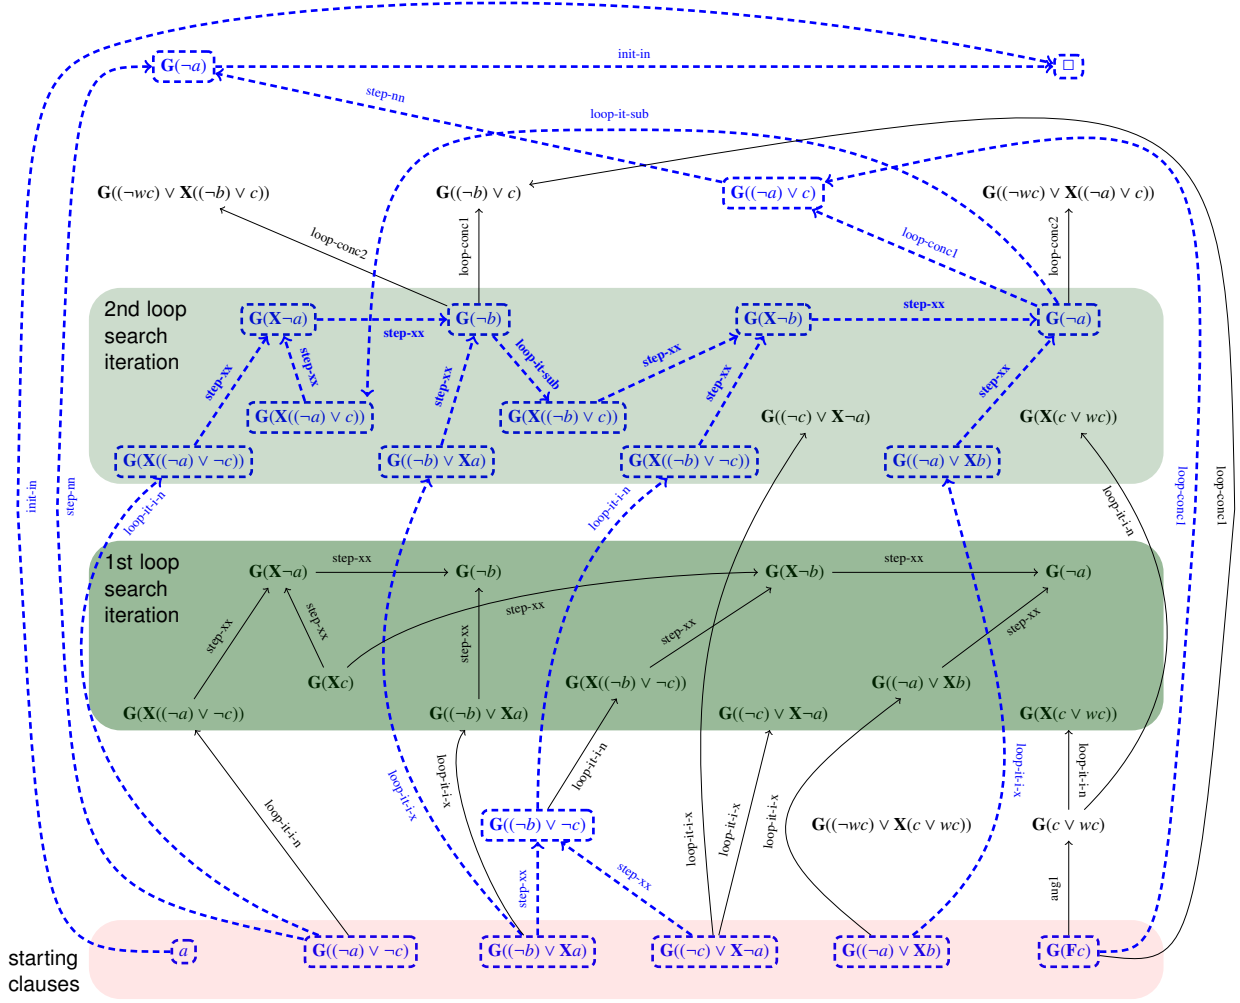 G(¬a)
init-in
□
step-nn
loop-it-sub
G((¬wc) ∨ X((¬b) ∨ c))
G((¬b) ∨ c)
G((¬a) ∨ c)
G((¬wc) ∨ X((¬a) ∨ c))
loop-conc2
loop-conc1
loop-conc1
loop-conc2
2nd loop
search
iteration
G(X¬a)
step-xx
G(¬b)
G(X¬b)
step-xx
G(¬a)
step-xx
step-xx
step-xx
loop-it-sub
step-xx
step-xx
step-xx
G(X((¬a) ∨ c))
G(X((¬b) ∨ c))
G((¬c) ∨ X¬a)
G(X(c ∨ wc))
G(X((¬a) ∨ ¬c))
G((¬b) ∨ Xa)
G(X((¬b) ∨ ¬c))
G((¬a) ∨ Xb)
init-in
step-nn
loop-it-i-n
loop-it-i-n
loop-it-i-n
loop-conc1
loop-conc1
1st loop
search
iteration
G(X¬a)
step-xx
G(¬b)
G(X¬b)
step-xx
G(¬a)
step-xx
step-xx
step-xx
step-xx
step-xx
step-xx
G(Xc)
G(X((¬b) ∨ ¬c))
G((¬a) ∨ Xb)
G(X((¬a) ∨ ¬c))
G((¬b) ∨ Xa)
G((¬c) ∨ X¬a)
G(X(c ∨ wc))
loop-it-i-n
loop-it-i-x
loop-it-i-x
loop-it-i-n
loop-it-i-x
loop-it-i-x
loop-it-i-x
loop-it-i-x
loop-it-i-n
G((¬b) ∨ ¬c)
G((¬wc) ∨ X(c ∨ wc))
G(c ∨ wc)
step-xx
step-xx
aug1
starting
clauses
a
G((¬a) ∨ ¬c)
G((¬b) ∨ Xa)
G((¬c) ∨ X¬a)
G((¬a) ∨ Xb)
G(Fc)